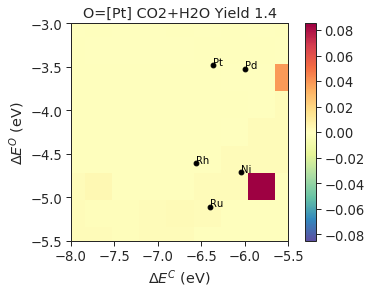 O=[Pt] CO2+H2O Yield 1.4
−3.0
−3.5
−4.0
−4.5
−5.0
−5.5
ΔE^O (eV)
Pt
Pd
Rh
Ni
Ru
−8.0 −7.5 −7.0 −6.5 −6.0 −5.5
ΔE^C (eV)
0.08
0.06
0.04
0.02
0.00
−0.02
−0.04
−0.06
−0.08